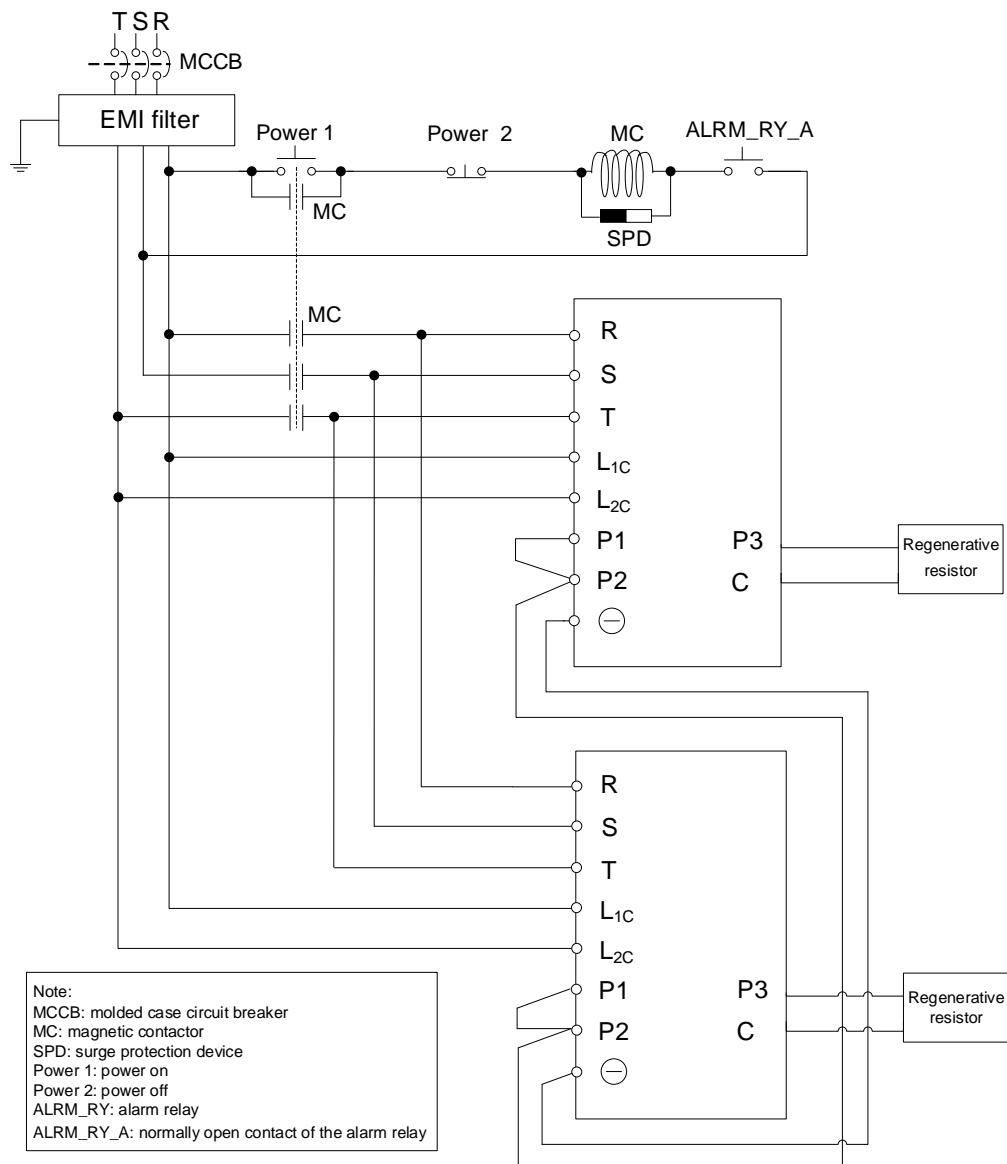 T S R
MCCB
EMI filter
Power 1
Power 2
MC
ALRM_RY_A
MC
SPD
MC
R
S
T
L1C
L2C
P1
P2
P3
C
Regenerative
resistor
R
S
T
L1C
L2C
P1
P2
P3
C
Regenerative
resistor
Note:
MCCB: molded case circuit breaker
MC: magnetic contactor
SPD: surge protection device
Power 1: power on
Power 2: power off
ALRM_RY: alarm relay
ALRM_RY_A: normally open contact of the alarm relay